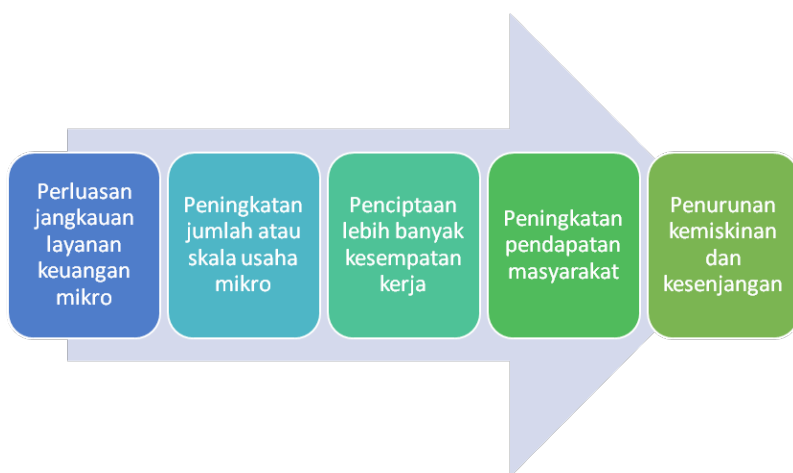 Perluasan
jangkauan
layanan
keuangan
mikro
Peningkatan
jumlah atau
skala usaha
mikro
Penciptaan
lebih banyak
kesempatan
kerja
Peningkatan
pendapatan
masyarakat
Penurunan
kemiskinan
dan
kesenjangan